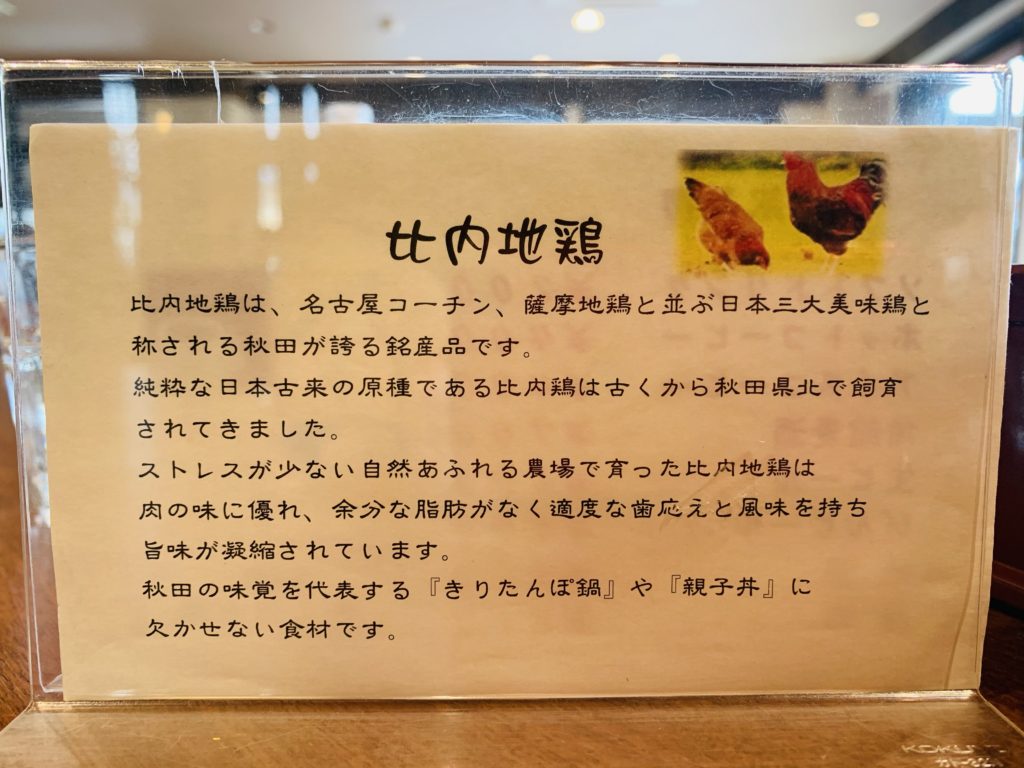 比内地鶏
比内地鶏は、名古屋コーチン、薩摩地鶏と並ぶ日本三大美味鶏と
称される秋田が誇る銘産品です。
純粋な日本古来の原種である比内鶏は古くから秋田県北で飼育
されてきました。
ストレスが少ない自然あふれる農場で育った比内地鶏は
肉の味に優れ、余分な脂肪がなく適度な歯応えと風味を持ち
旨味が凝縮されています。
秋田の味覚を代表する『きりたんぽ鍋』や『親子丼』に
欠かせない食材です。